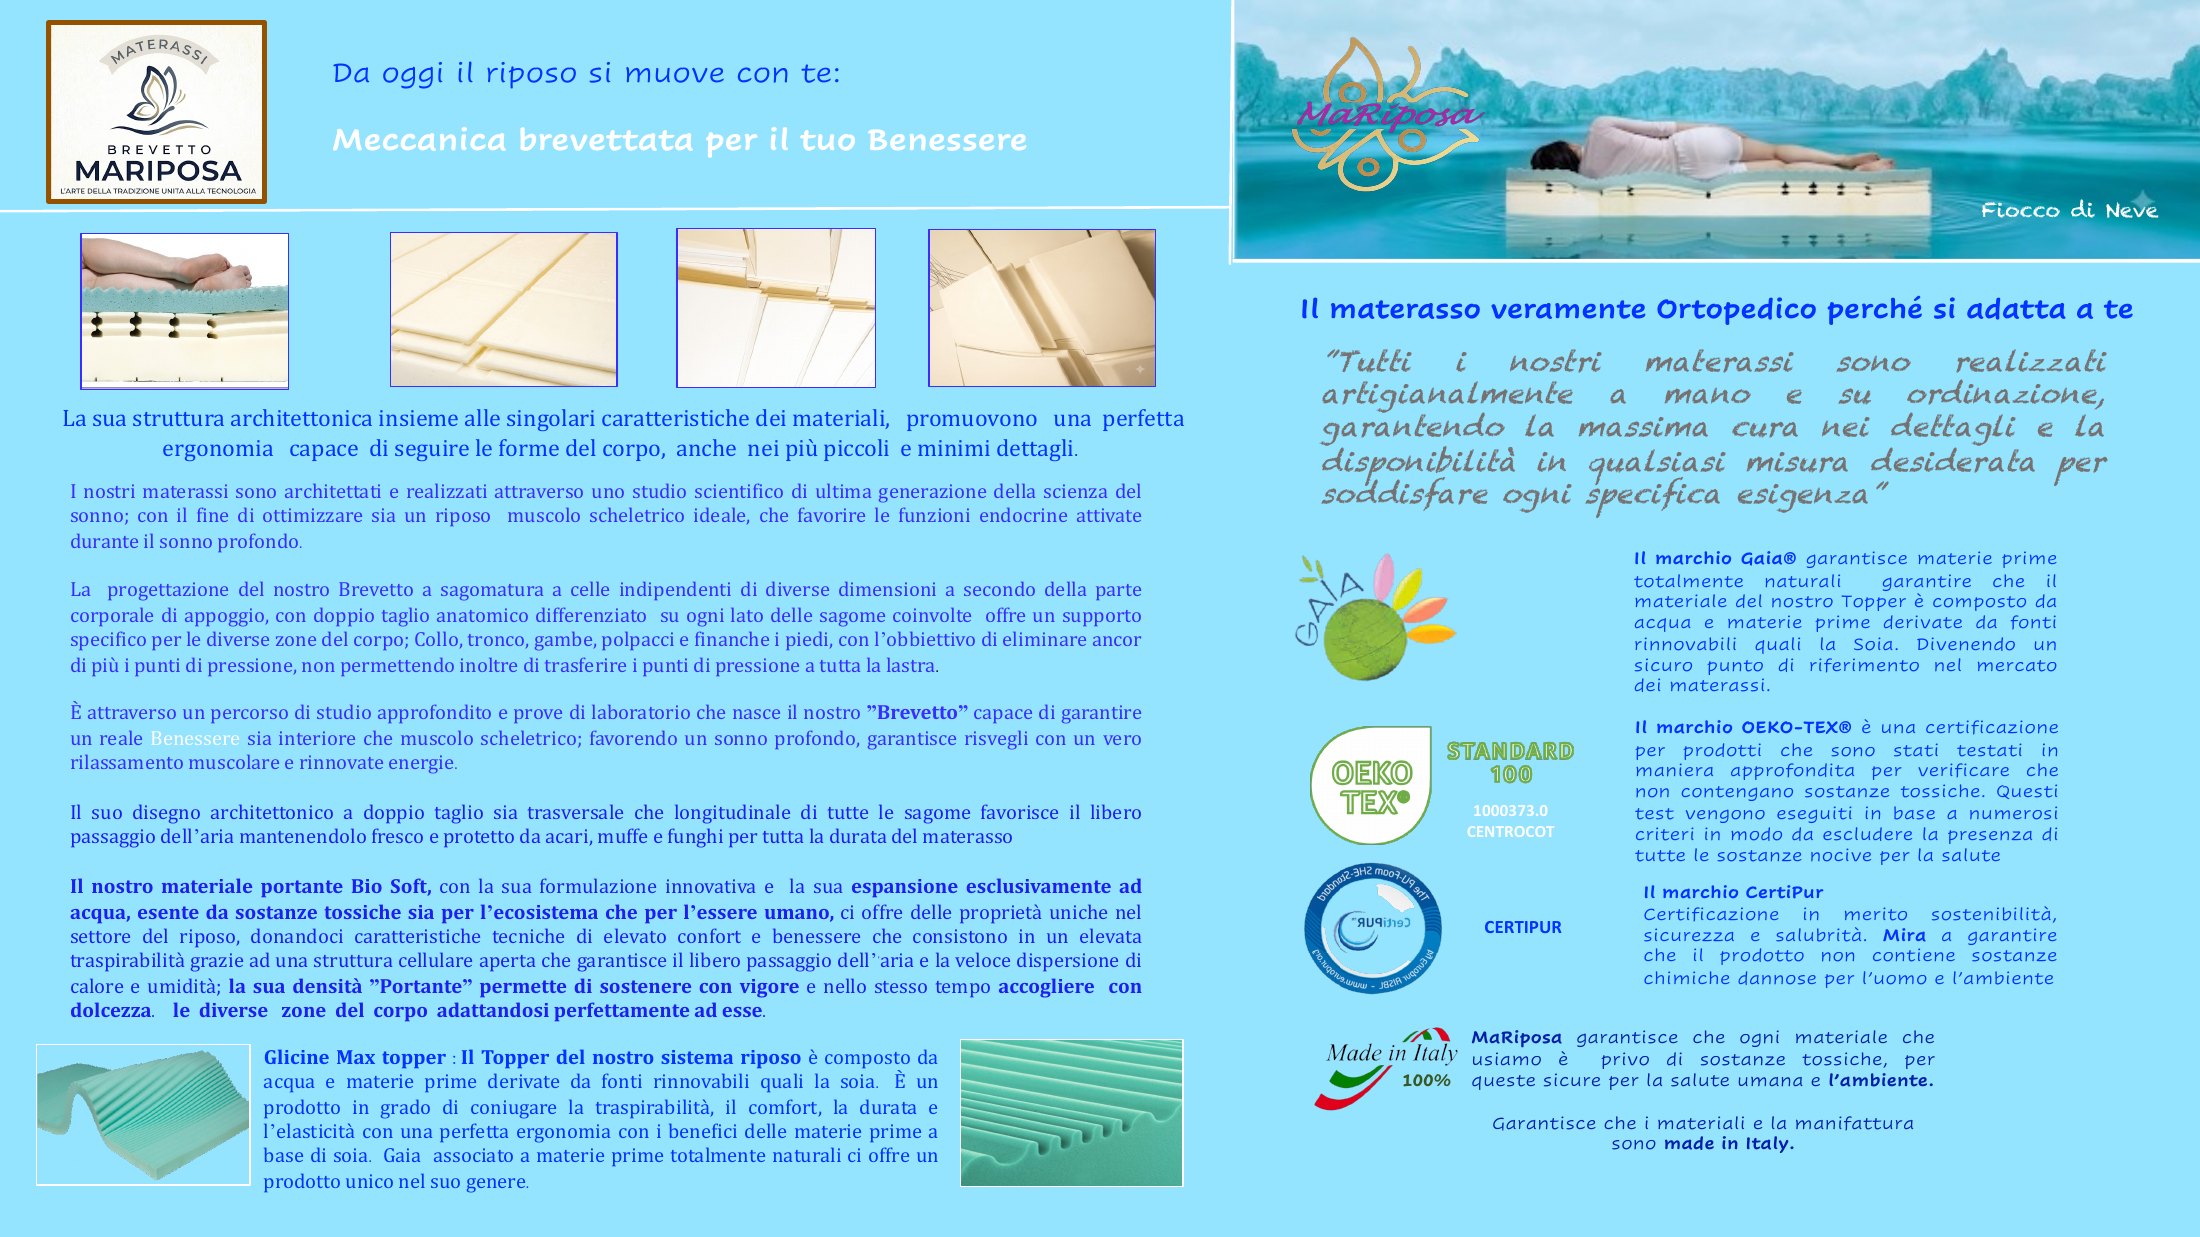 MATERASSI
BREVETTO
MARIPOSA
L'ARTE DELLA TRADIZIONE UNITA ALLA TECNOLOGIA
Da oggi il riposo si muove con te:
Meccanica brevettata per il tuo Benessere
La sua struttura architettonica insieme alle singolari caratteristiche dei materiali, promuovono una perfetta
ergonomia capace di seguire le forme del corpo, anche nei più piccoli e minimi dettagli.
I nostri materassi sono architettati e realizzati attraverso uno studio scientifico di ultima generazione della scienza del
sonno; con il fine di ottimizzare sia un riposo muscolo scheletrico ideale, che favorire le funzioni endocrine attivate
durante il sonno profondo.
La progettazione del nostro Brevetto a sagomatura a celle indipendenti di diverse dimensioni a secondo della parte
corporale di appoggio, con doppio taglio anatomico differenziato su ogni lato delle sagome coinvolte offre un supporto
specifico per le diverse zone del corpo; Collo, tronco, gambe, polpacci e finanche i piedi, con l'obbiettivo di eliminare ancor
di più i punti di pressione, non permettendo inoltre di trasferire i punti di pressione a tutta la lastra.
È attraverso un percorso di studio approfondito e prove di laboratorio che nasce il nostro "Brevetto" capace di garantire
un reale Benessere sia interiore che muscolo scheletrico; favorendo un sonno profondo, garantisce risvegli con un vero
rilassamento muscolare e rinnovate energie.
Il suo disegno architettonico a doppio taglio sia trasversale che longitudinale di tutte le sagome favorisce il libero
passaggio dell'aria mantenendolo fresco e protetto da acari, muffe e funghi per tutta la durata del materasso
Il nostro materiale portante Bio Soft, con la sua formulazione innovativa e la sua espansione esclusivamente ad
acqua, esente da sostanze tossiche sia per l'ecosistema che per l'essere umano, ci offre delle proprietà uniche nel
settore del riposo, donandoci caratteristiche tecniche di elevato confort e benessere che consistono in un elevata
traspirabilità grazie ad una struttura cellulare aperta che garantisce il libero passaggio dell'aria e la veloce dispersione di
calore e umidità; la sua densità "Portante" permette di sostenere con vigore e nello stesso tempo accogliere con
dolcezza. le diverse zone del corpo adattandosi perfettamente ad esse.
Glicine Max topper : Il Topper del nostro sistema riposo è composto da
acqua e materie prime derivate da fonti rinnovabili quali la soia. È un
prodotto in grado di coniugare la traspirabilità, il comfort, la durata e
l'elasticità con una perfetta ergonomia con i benefici delle materie prime a
base di soia. Gaia associato a materie prime totalmente naturali ci offre un
prodotto unico nel suo genere.
MaRiposa
Fiocco di Neve
Il materasso veramente Ortopedico perché si adatta a te
"Tutti i nostri materassi sono realizzati
artigianalmente a mano e su ordinazione,
garantendo la massima cura nei dettagli e la
disponibilità in qualsiasi misura desiderata per
soddisfare ogni specifica esigenza"
GAIA
Il marchio Gaia® garantisce materie prime
totalmente naturali garantire che il
materiale del nostro Topper è composto da
acqua e materie prime derivate da fonti
rinnovabili quali la Soia. Divenendo un
sicuro punto di riferimento nel mercato
dei materassi.
OEKO
TEX
STANDARD
100
1000373.0
CENTROCOT
Il marchio OEKO-TEX® è una certificazione
per prodotti che sono stati testati in
maniera approfondita per verificare che
non contengano sostanze tossiche. Questi
test vengono eseguiti in base a numerosi
criteri in modo da escludere la presenza di
tutte le sostanze nocive per la salute
The PU-Foam SHE-Standard
CertiPUR™
CERTIPUR
Il marchio CertiPur
Certificazione in merito sostenibilità,
sicurezza e salubrità. Mira a garantire
che il prodotto non contiene sostanze
chimiche dannose per l'uomo e l'ambiente
Made in Italy
100%
MaRiposa garantisce che ogni materiale che
usiamo è privo di sostanze tossiche, per
queste sicure per la salute umana e l'ambiente.
Garantisce che i materiali e la manifattura
sono made in Italy.